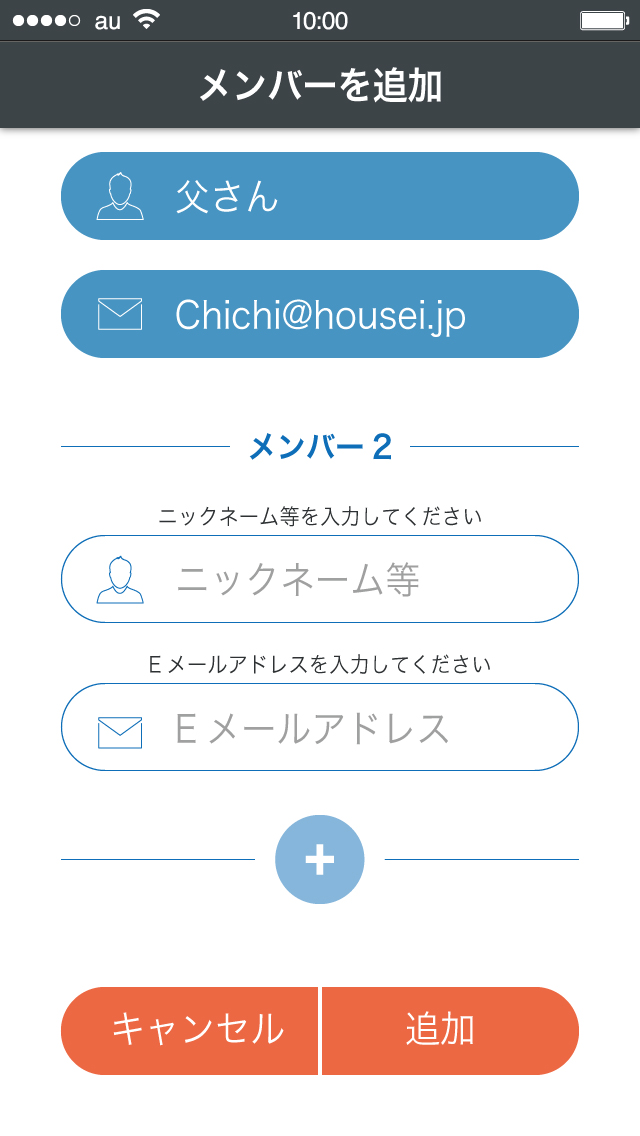 au 10:00
メンバーを追加
父さん
Chichi@housei.jp
メンバー 2
ニックネーム等を入力してください
ニックネーム等
E メールアドレスを入力してください
E メールアドレス
+
キャンセル 追加